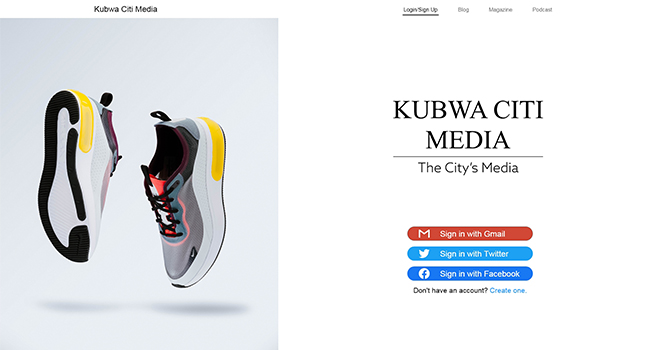 Kubwa Citi Media
Login/Sign Up
Blog
Magazine
Podcast
KUBWA CITI
MEDIA
The City's Media
Sign in with Gmail
Sign in with Twitter
Sign in with Facebook
Don't have an account? Create one.